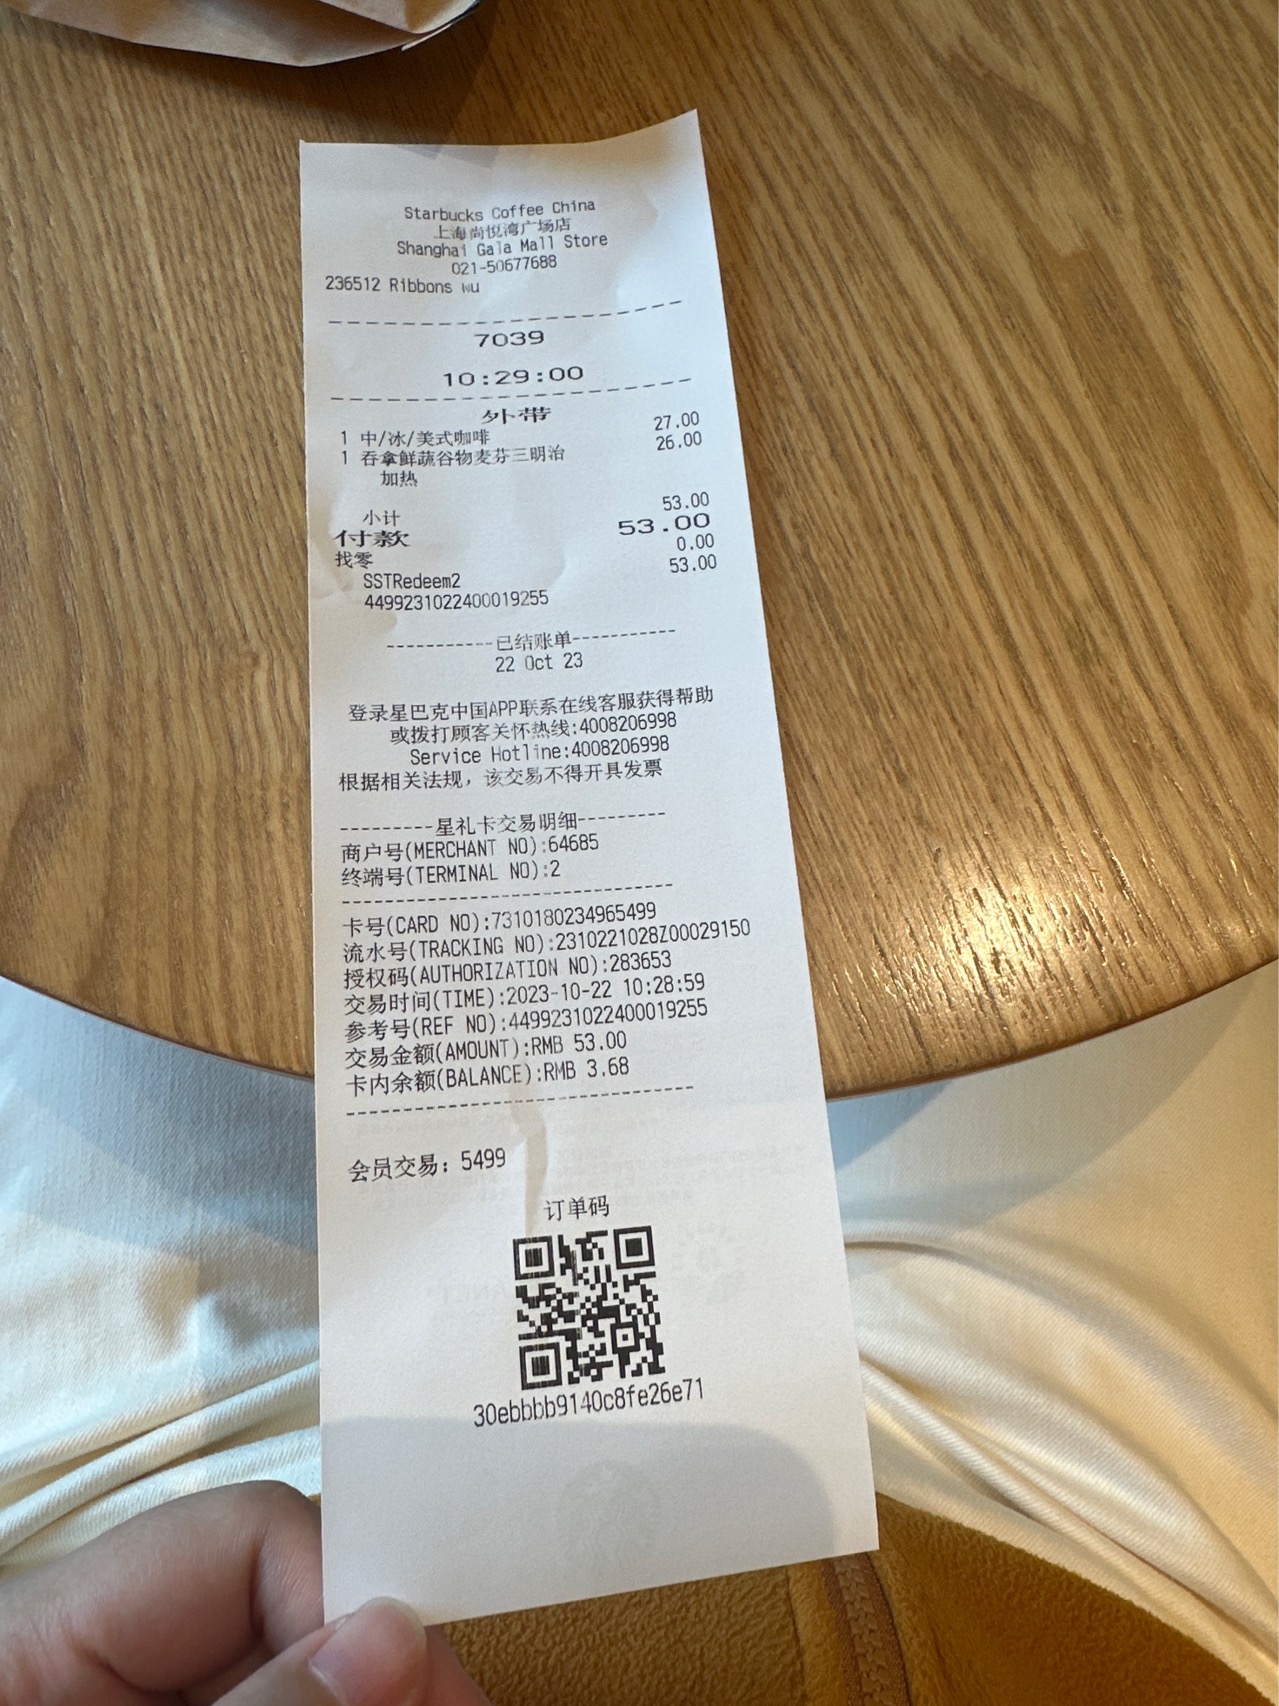 Starbucks Coffee China
上海尚悦湾广场店
Shanghai Gala Mall Store
021-50677688
236512 Ribbons wu
7039
10:29:00
外带
1 中/冰/美式咖啡 27.00
1 吞拿鲜蔬谷物麦芬三明治 26.00
加热
小计 53.00
付款 53.00
找零 0.00
SSTRedeem2 53.00
4499231022400019255
-----------已结账单-----------
22 Oct 23
登录星巴克中国APP联系在线客服获得帮助
或拨打顾客关怀热线:4008206998
Service Hotline:4008206998
根据相关法规，该交易不得开具发票
---------星礼卡交易明细---------
商户号(MERCHANT NO):64685
终端号(TERMINAL NO):2
卡号(CARD NO):7310180234965499
流水号(TRACKING NO):2310221028Z00029150
授权码(AUTHORIZATION NO):283653
交易时间(TIME):2023-10-22 10:28:59
参考号(REF NO):4499231022400019255
交易金额(AMOUNT):RMB 53.00
卡内余额(BALANCE):RMB 3.68
会员交易: 5499
订单码
30ebbbb9140c8fe26e71